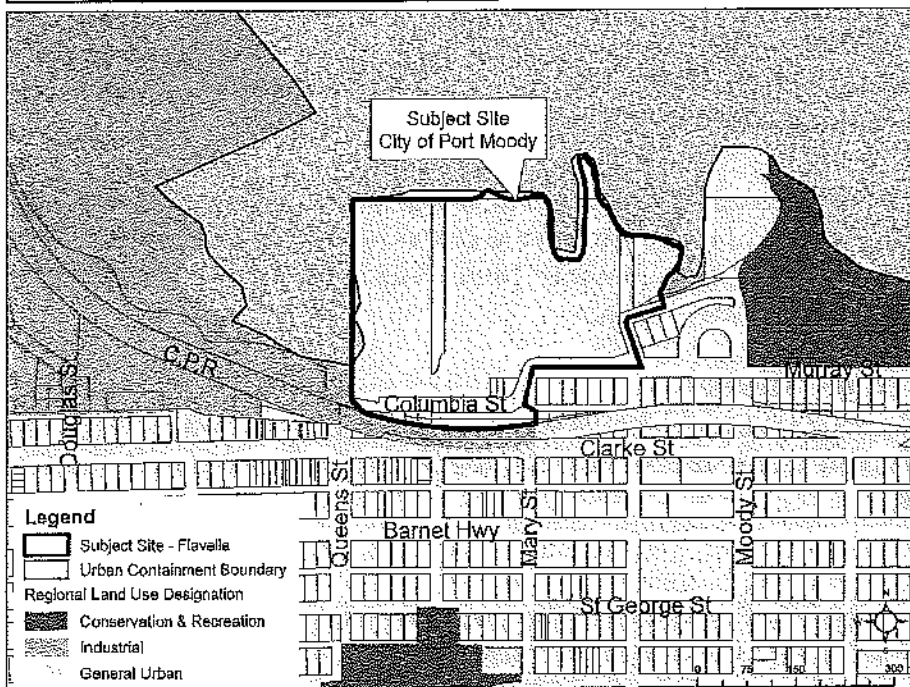 Subject Site
City of Port Moody
C.P.R
Douglas St
Murray St
Columbia St
Clarke St
Queens St
Mary St
Moody St
Barnet Hwy
St George St
Legend
Subject Site - Flavelle
Urban Containment Boundary
Regional Land Use Designation
Conservation & Recreation
Industrial
General Urban
N
S
0 75 150 300